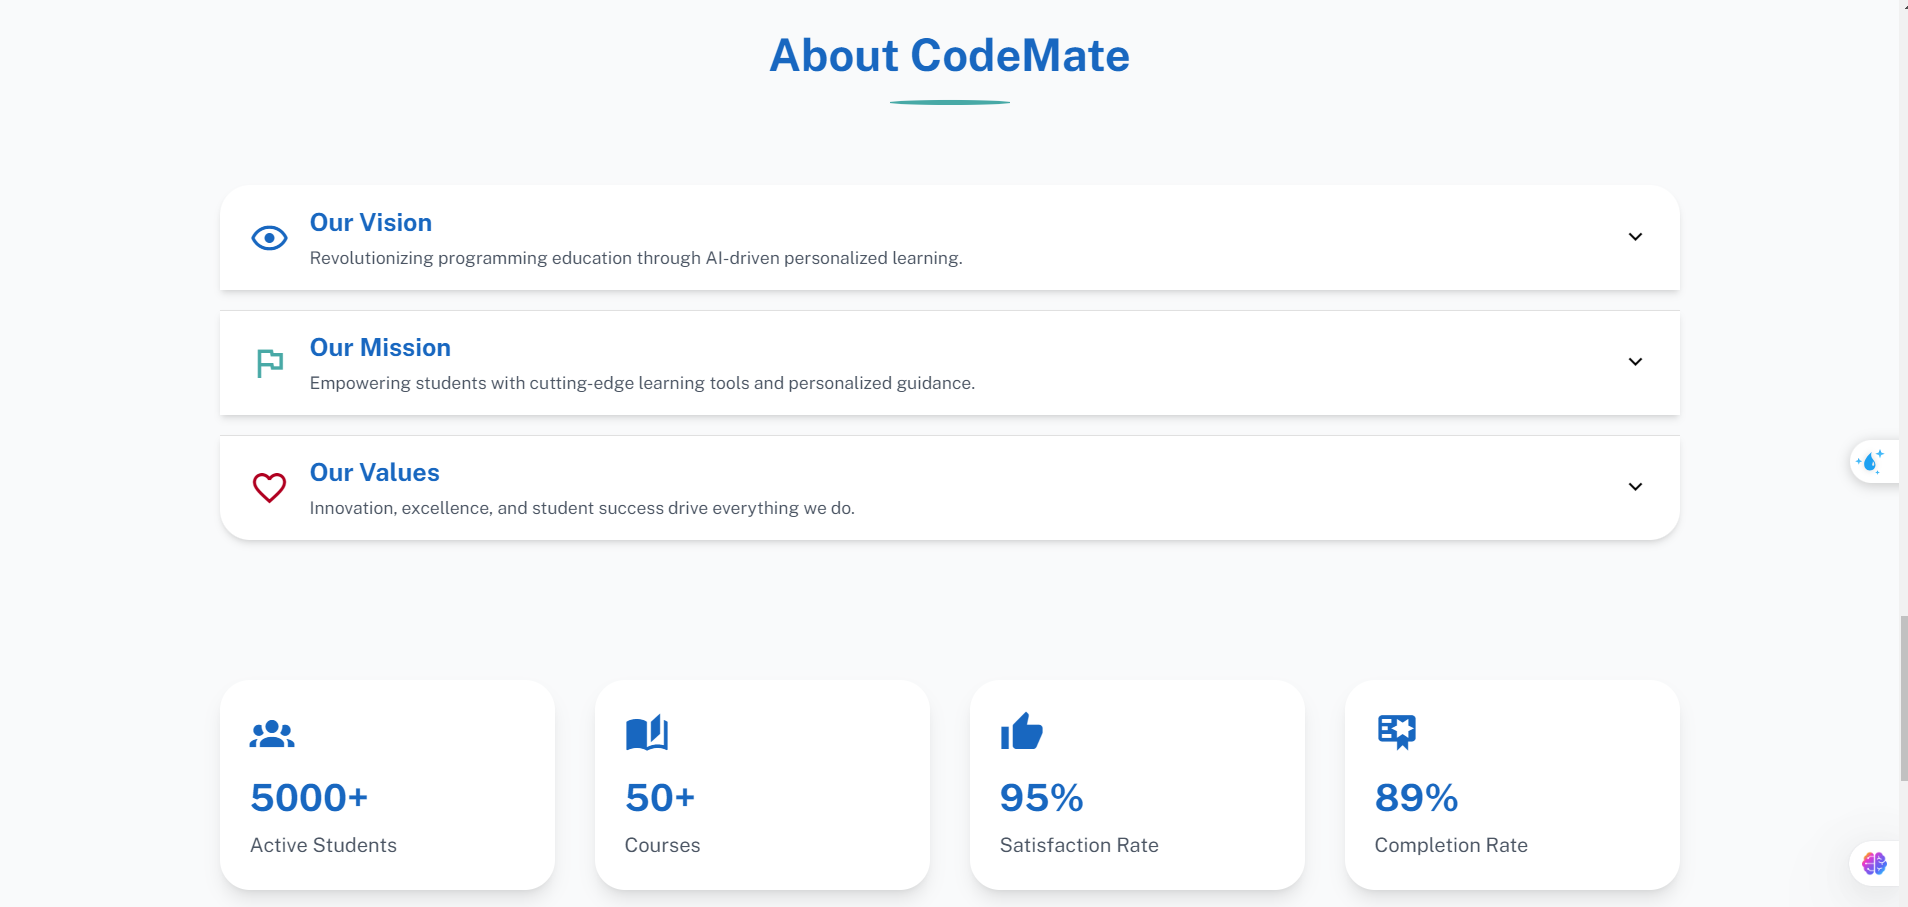 About CodeMate
Our Vision
Revolutionizing programming education through AI-driven personalized learning.
Our Mission
Empowering students with cutting-edge learning tools and personalized guidance.
Our Values
Innovation, excellence, and student success drive everything we do.
5000+
Active Students
50+
Courses
95%
Satisfaction Rate
89%
Completion Rate